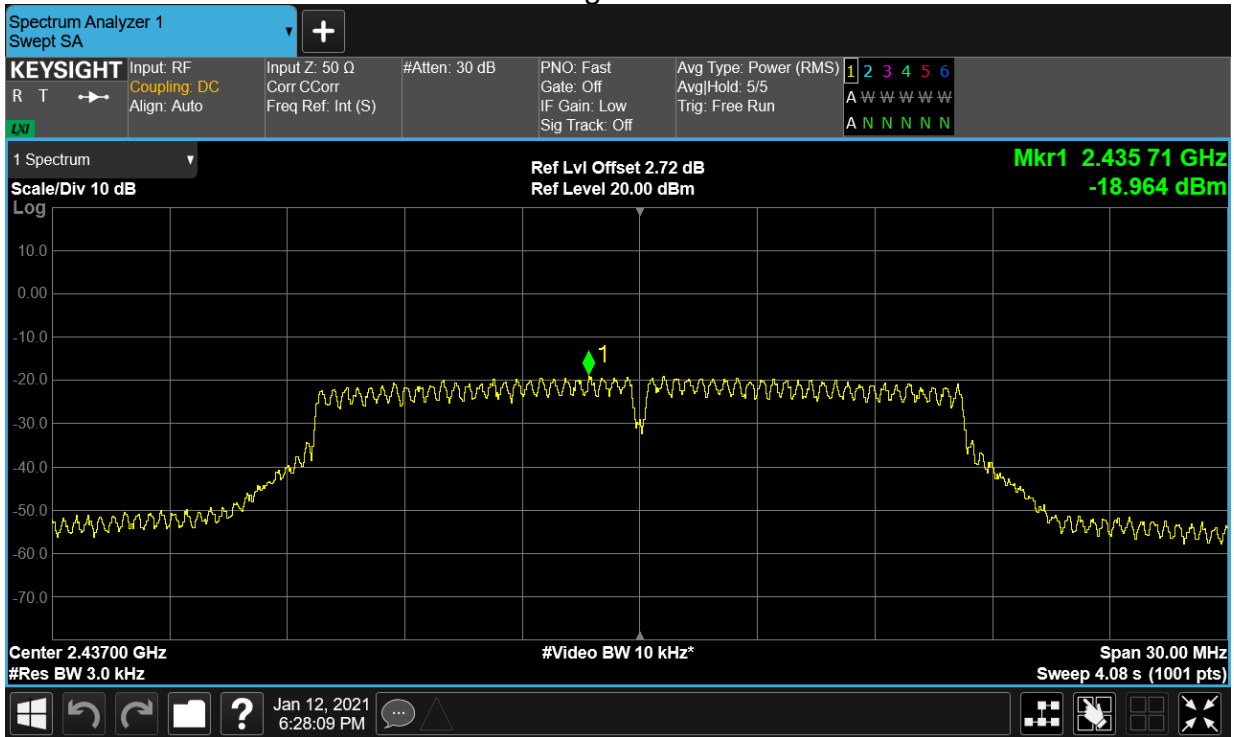 Spectrum Analyzer 1
Swept SA
KEYSIGHT
R T
LXI
Input: RF
Coupling: DC
Align: Auto
Input Z: 50 Ω
Corr CCorr
Freq Ref: Int (S)
#Atten: 30 dB
PNO: Fast
Gate: Off
IF Gain: Low
Sig Track: Off
Avg Type: Power (RMS)
Avg|Hold: 5/5
Trig: Free Run
1 2 3 4 5 6
A W W W W W
A N N N N N
1 Spectrum
Scale/Div 10 dB
Ref Lvl Offset 2.72 dB
Ref Level 20.00 dBm
Mkr1 2.435 71 GHz
-18.964 dBm
Log
10.0
0.00
-10.0
1
-20.0
-30.0
-40.0
-50.0
-60.0
-70.0
Center 2.43700 GHz
#Video BW 10 kHz*
Span 30.00 MHz
#Res BW 3.0 kHz
Sweep 4.08 s (1001 pts)
?
Jan 12, 2021
6:28:09 PM